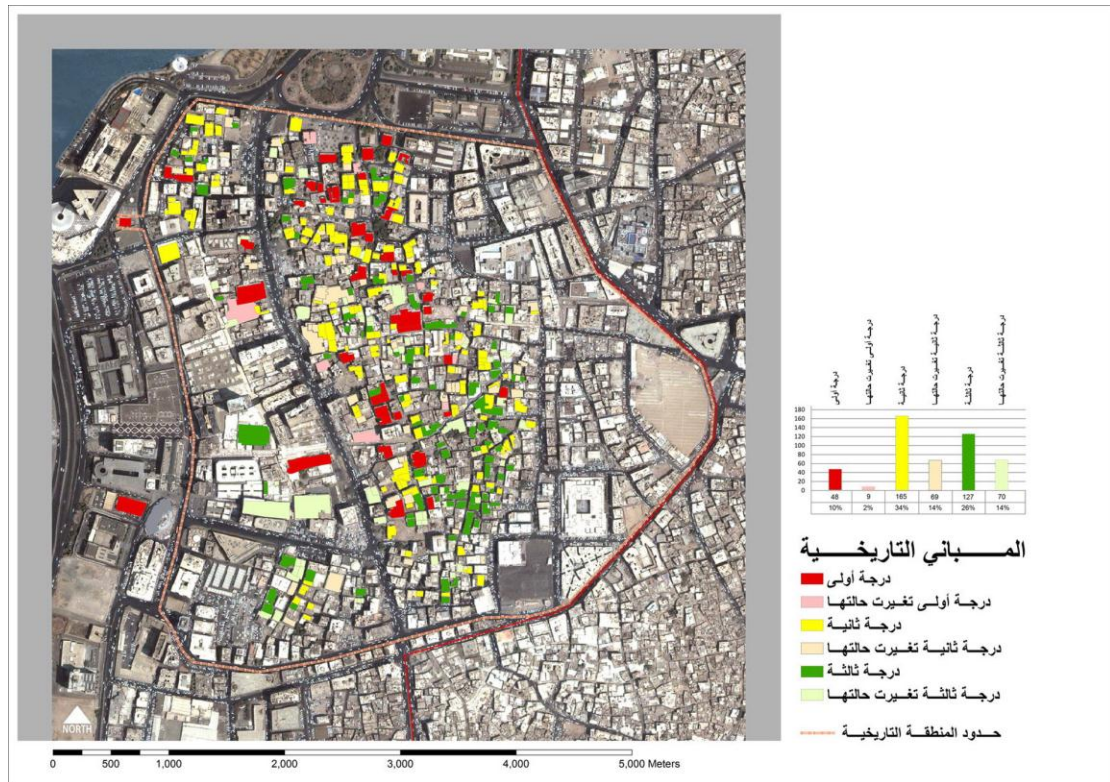 درجة أولى
درجة أولى تغيرت حالتها
درجة ثانية
درجة ثانية تغيرت حالتها
درجة ثالثة
درجة ثالثة تغيرت حالتها
180
160
140
120
100
80
60
40
20
0
48 9 165 69 127 70
10% 2% 34% 14% 26% 14%
المباني التاريخية
درجة أولى
درجة أولى تغيرت حالتها
درجة ثانية
درجة ثانية تغيرت حالتها
درجة ثالثة
درجة ثالثة تغيرت حالتها
حدود المنطقة التاريخية
NORTH
0 500 1,000 2,000 3,000 4,000 5,000 Meters